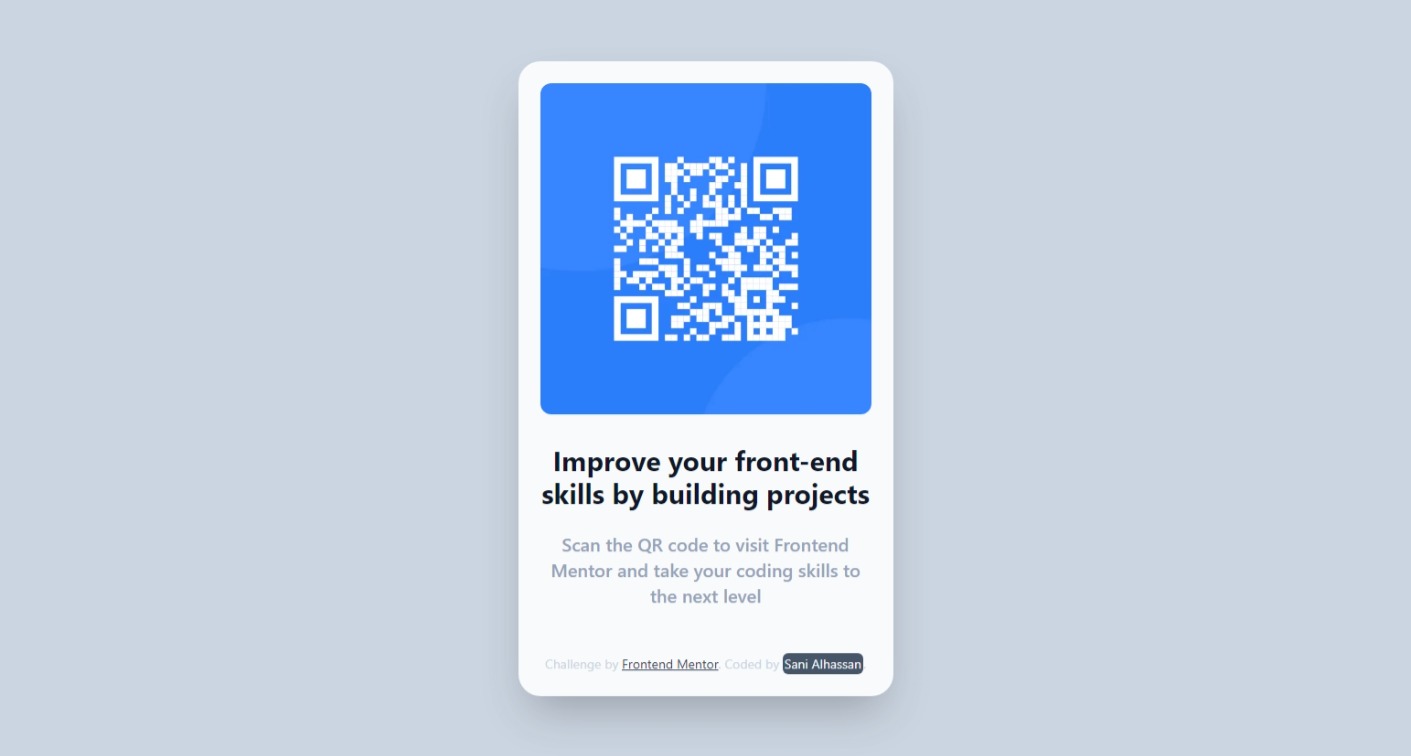 Improve your front-end
skills by building projects
Scan the QR code to visit Frontend
Mentor and take your coding skills to
the next level
Challenge by Frontend Mentor. Coded by Sani Alhassan.